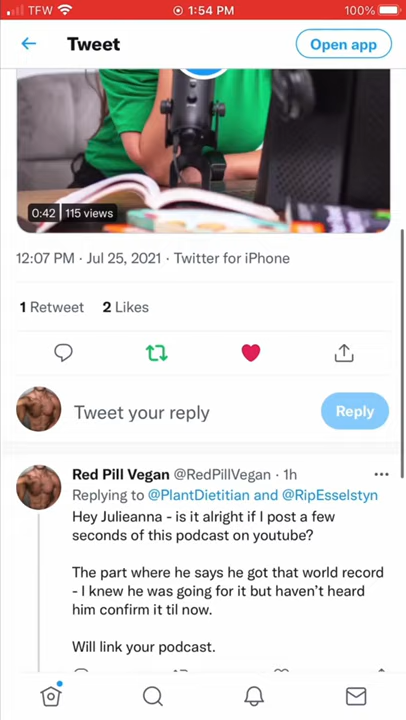 TFW 1:54 PM 100%
Tweet Open app
0:42 115 views
12:07 PM · Jul 25, 2021 · Twitter for iPhone
1 Retweet 2 Likes
Tweet your reply Reply
Red Pill Vegan @RedPillVegan · 1h
Replying to @PlantDietitian and @RipEsselstyn
Hey Julieanna - is it alright if I post a few
seconds of this podcast on youtube?
The part where he says he got that world record
- I knew he was going for it but haven't heard
him confirm it til now.
Will link your podcast.